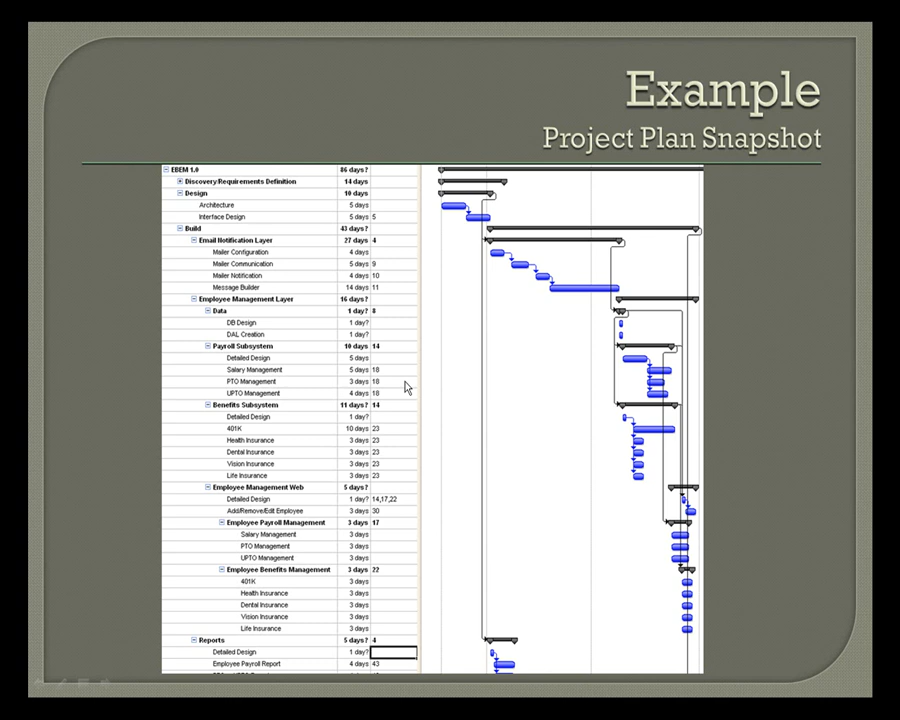 Example
Project Plan Snapshot
EBEM 1.0 86 days?
Discovery/Requirements Definition 14 days
Design 10 days
Architecture 5 days
Interface Design 5 days 5
Build 43 days?
Email Notification Layer 27 days 4
Mailer Configuration 4 days
Mailer Communication 5 days 9
Mailer Notification 4 days 10
Message Builder 14 days 11
Employee Management Layer 16 days?
Data 1 day? 8
DB Design 1 day?
DAL Creation 1 day?
Payroll Subsystem 10 days 14
Detailed Design 5 days
Salary Management 5 days 18
PTO Management 3 days 18
UPTO Management 4 days 18
Benefits Subsystem 11 days? 14
Detailed Design 1 day?
401K 10 days 23
Health Insurance 3 days 23
Dental Insurance 3 days 23
Vision Insurance 3 days 23
Life Insurance 3 days 23
Employee Management Web 5 days?
Detailed Design 1 day? 14,17,22
Add/Remove/Edit Employee 3 days 30
Employee Payroll Management 3 days 17
Salary Management 3 days
PTO Management 3 days
UPTO Management 3 days
Employee Benefits Management 3 days 22
401K 3 days
Health Insurance 3 days
Dental Insurance 3 days
Vision Insurance 3 days
Life Insurance 3 days
Reports 5 days? 4
Detailed Design 1 day?
Employee Payroll Report 4 days 43